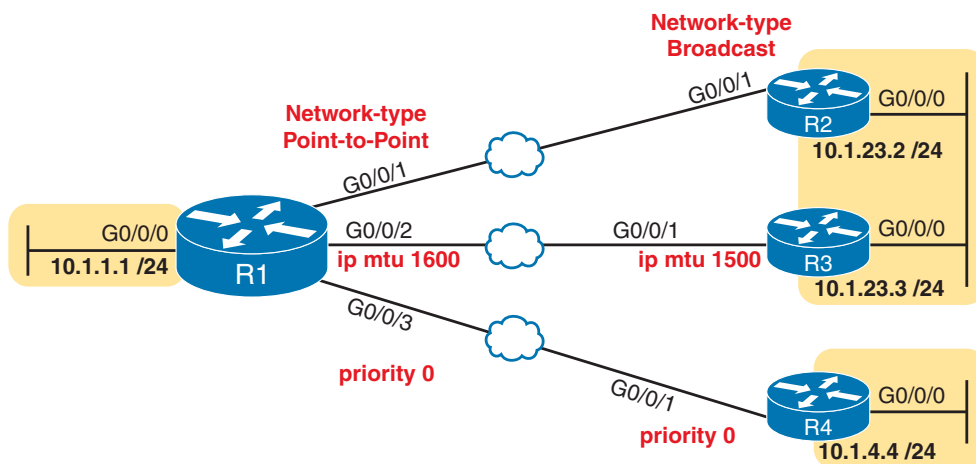 Network-type
Broadcast
G0/0/1
G0/0/0
R2
10.1.23.2 /24
Network-type
Point-to-Point
G0/0/1
G0/0/0
10.1.1.1 /24
R1
G0/0/2
ip mtu 1600
G0/0/1
ip mtu 1500
G0/0/0
R3
10.1.23.3 /24
G0/0/3
priority 0
G0/0/1
priority 0
G0/0/0
R4
10.1.4.4 /24